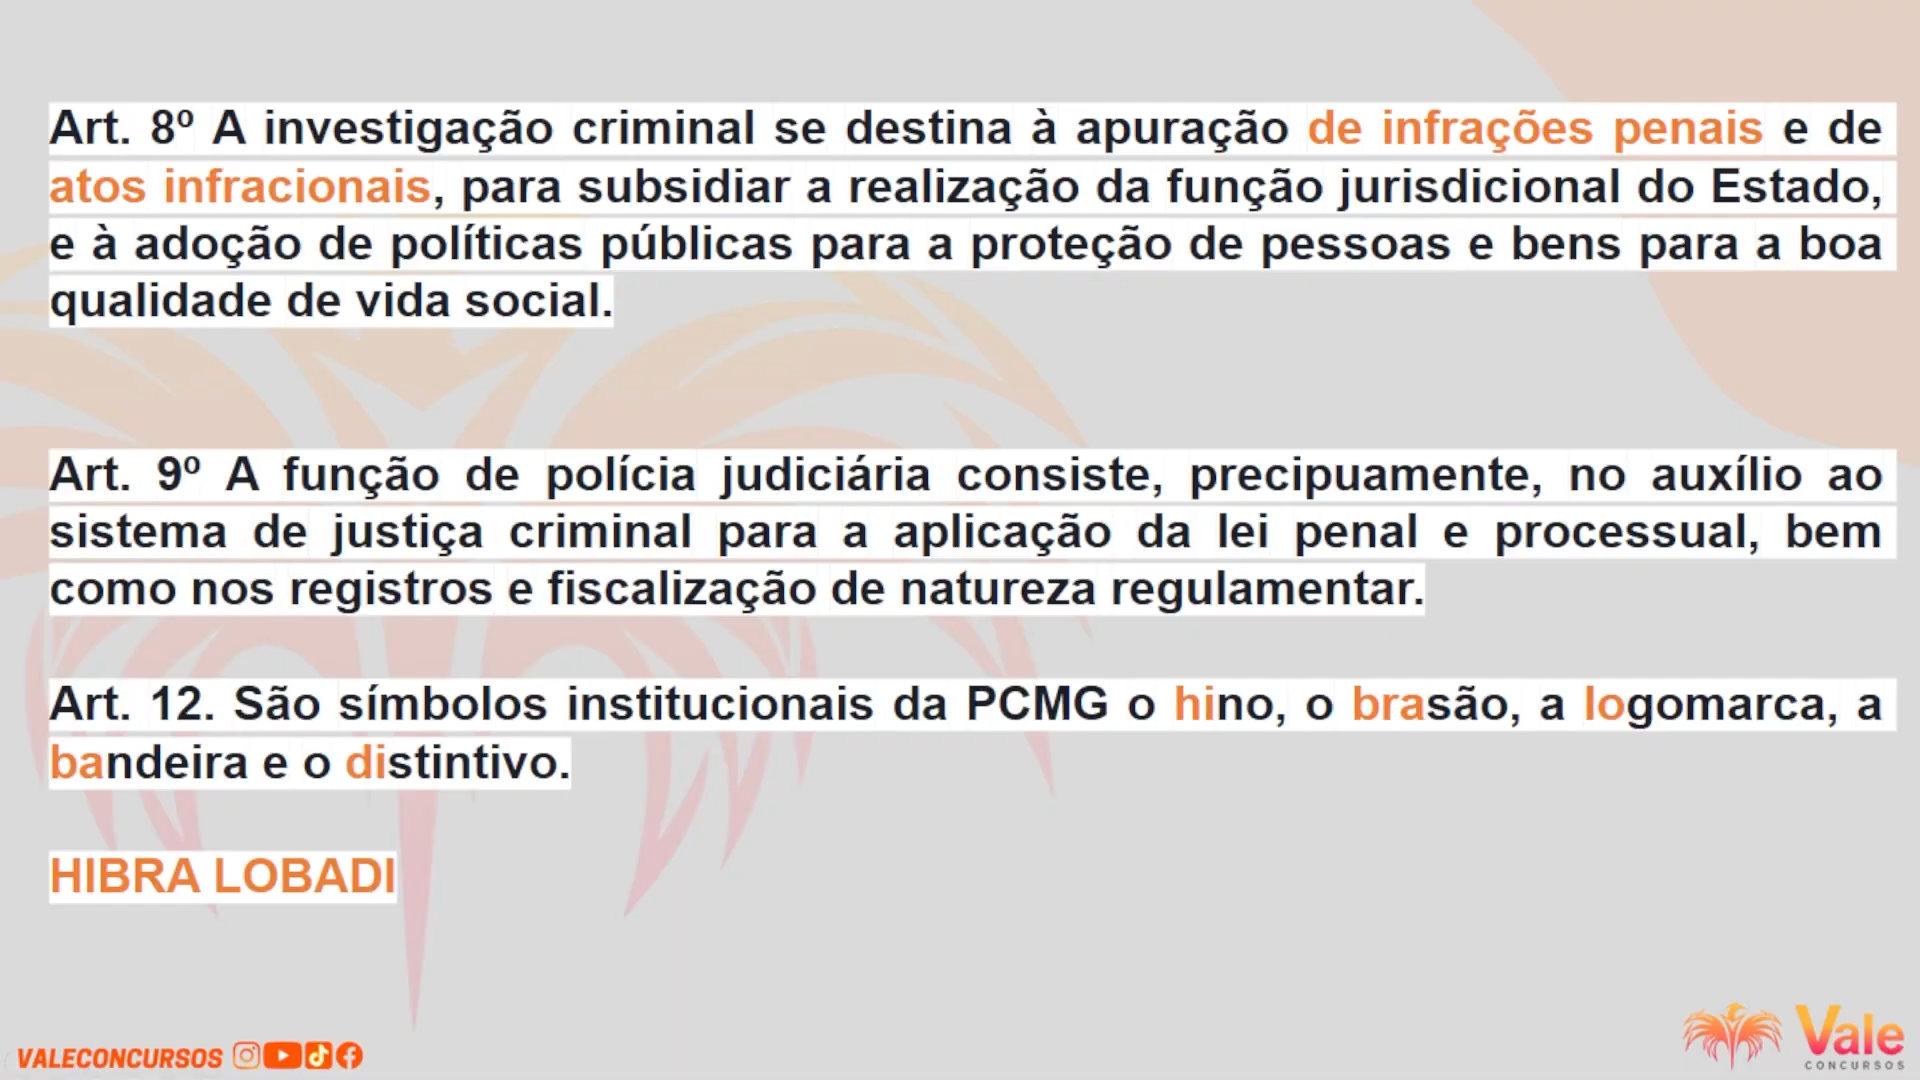 Art. 8º A investigação criminal se destina à apuração de infrações penais e de
atos infracionais, para subsidiar a realização da função jurisdicional do Estado,
e à adoção de políticas públicas para a proteção de pessoas e bens para a boa
qualidade de vida social.
Art. 9º A função de polícia judiciária consiste, precipuamente, no auxílio ao
sistema de justiça criminal para a aplicação da lei penal e processual, bem
como nos registros e fiscalização de natureza regulamentar.
Art. 12. São símbolos institucionais da PCMG o hino, o brasão, a logomarca, a
bandeira e o distintivo.
HIBRA LOBADI
VALECONCURSOS
Vale
CONCURSOS